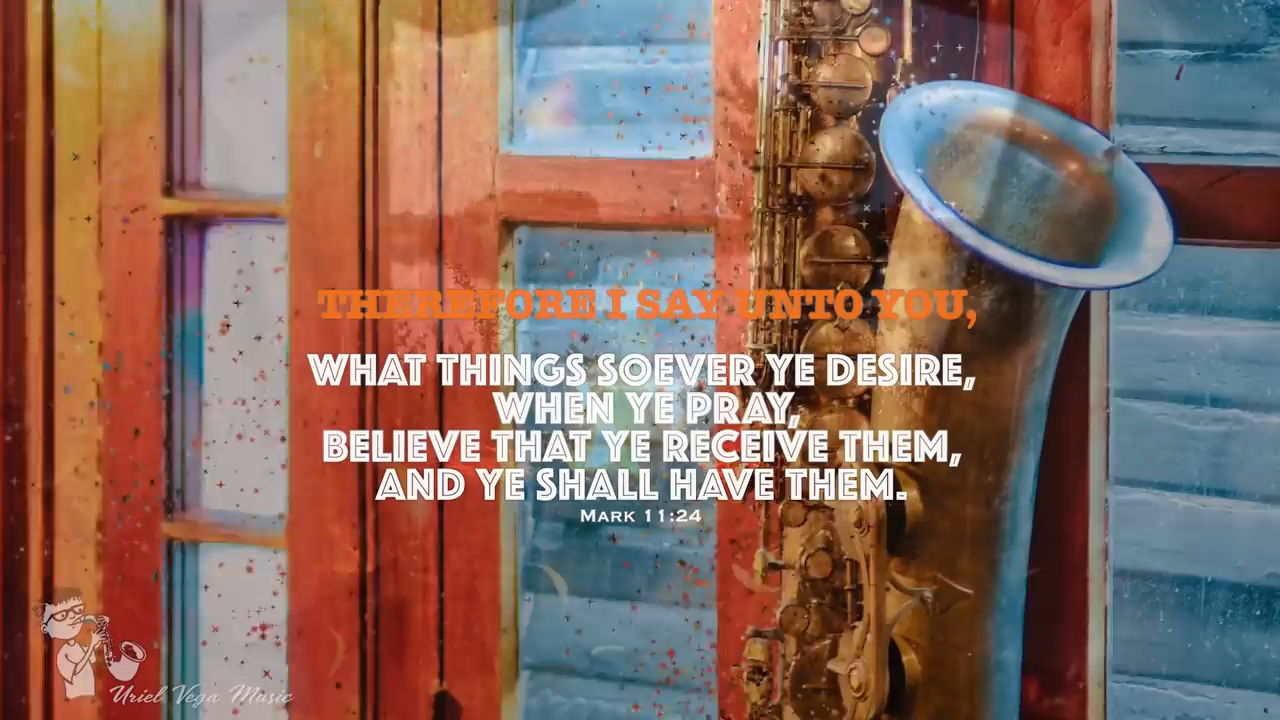 THEREFORE I SAY UNTO YOU,
WHAT THINGS SOEVER YE DESIRE,
WHEN YE PRAY,
BELIEVE THAT YE RECEIVE THEM,
AND YE SHALL HAVE THEM.
MARK 11:24
Uriel Vega Music